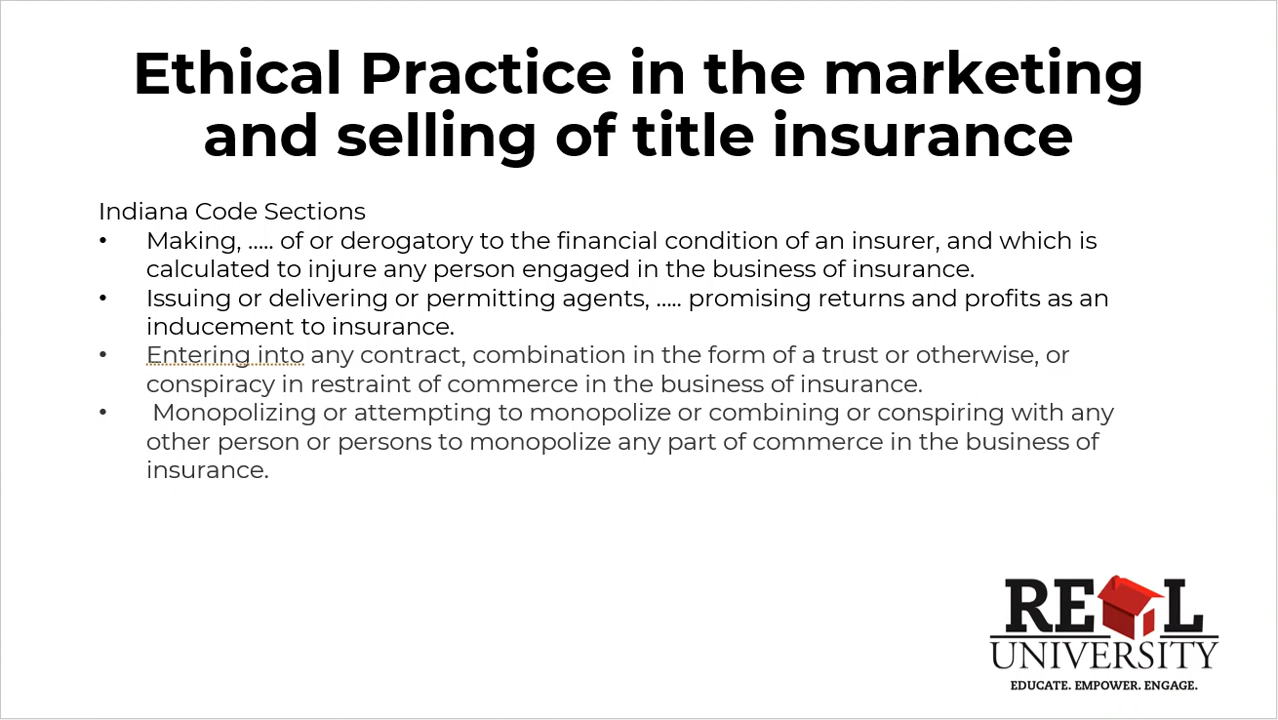 Ethical Practice in the marketing
and selling of title insurance
Indiana Code Sections
• Making, ..... of or derogatory to the financial condition of an insurer, and which is
calculated to injure any person engaged in the business of insurance.
• Issuing or delivering or permitting agents, ..... promising returns and profits as an
inducement to insurance.
• Entering into any contract, combination in the form of a trust or otherwise, or
conspiracy in restraint of commerce in the business of insurance.
• Monopolizing or attempting to monopolize or combining or conspiring with any
other person or persons to monopolize any part of commerce in the business of
insurance.
REAL
UNIVERSITY
EDUCATE. EMPOWER. ENGAGE.